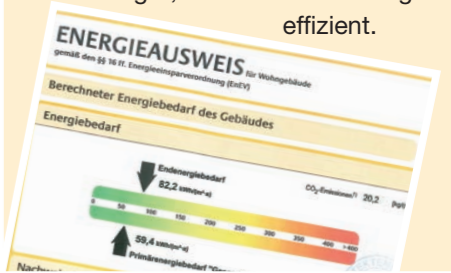 effizient.
ENERGIEAUSWEIS für Wohngebäude
gemäß den §§ 16 ff. Energieeinsparverordnung (EnEV)
Berechneter Energiebedarf des Gebäudes
Energiebedarf
Endenergiebedarf
82,2 kWh/(m²·a)
CO₂-Emissionen 20,2
0 50 100 150 200 250 300 350 400 >400
59,4 kWh/(m²·a)
Primärenergiebedarf